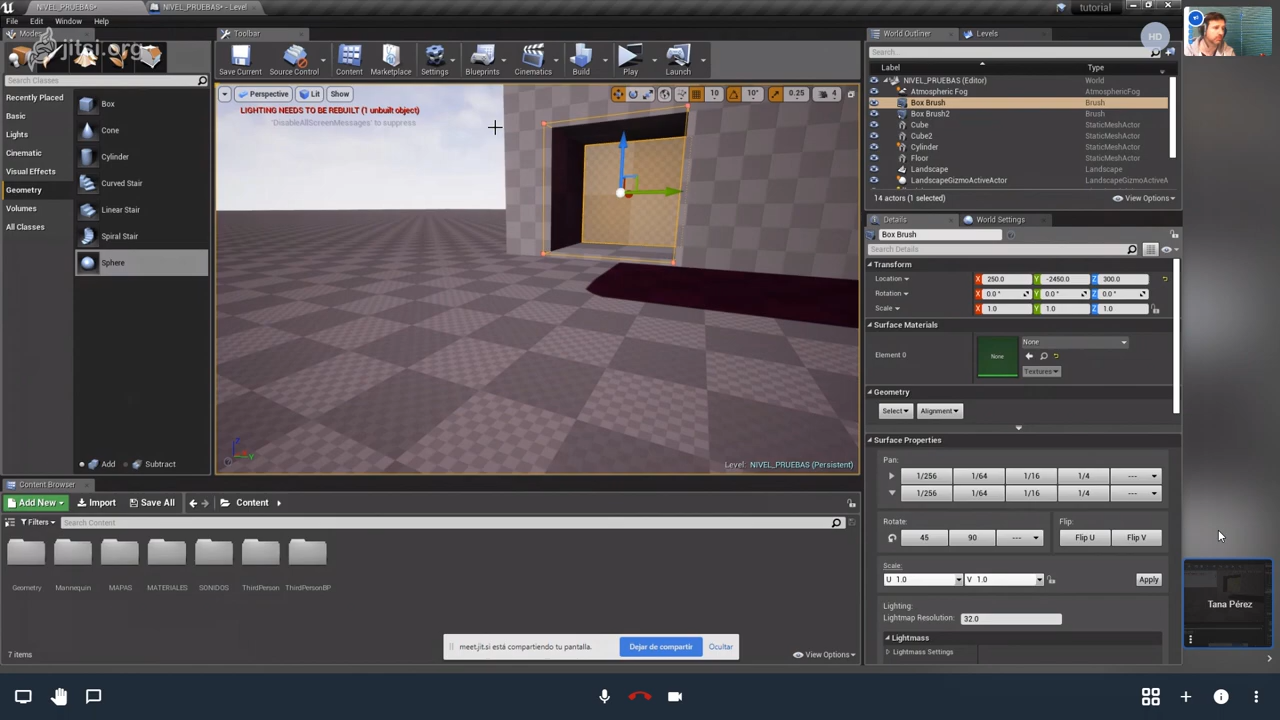 NIVEL_PRUEBAS*
NIVEL_PRUEBAS* - Level
tutorial
File Edit Window Help
Modes
jitsi.org
Search Classes
Recently Placed
Basic
Lights
Cinematic
Visual Effects
Geometry
Volumes
All Classes
Box
Cone
Cylinder
Curved Stair
Linear Stair
Spiral Stair
Sphere
Add Subtract
Toolbar
Save Current
Source Control
Content
Marketplace
Settings
Blueprints
Cinematics
Build
Play
Launch
Perspective Lit Show
10 10° 0.25 4
LIGHTING NEEDS TO BE REBUILT (1 unbuilt object)
'DisableAllScreenMessages' to suppress
Level: NIVEL_PRUEBAS (Persistent)
World Outliner
Levels
Search...
Label Type
NIVEL_PRUEBAS (Editor) World
Atmospheric Fog AtmosphericFog
Box Brush Brush
Box Brush2 Brush
Cube StaticMeshActor
Cube2 StaticMeshActor
Cylinder StaticMeshActor
Floor StaticMeshActor
Landscape Landscape
LandscapeGizmoActiveActor LandscapeGizmoActiveA
14 actors (1 selected) View Options
Details
World Settings
Box Brush
Search Details
Transform
Location X 250.0 Y -2450.0 Z 300.0
Rotation X 0.0° Y 0.0° Z 0.0°
Scale X 1.0 Y 1.0 Z 1.0
Surface Materials
Element 0
None
None
Textures
Geometry
Select Alignment
Surface Properties
Pan:
1/256 1/64 1/16 1/4 ---
1/256 1/64 1/16 1/4 ---
Rotate: Flip:
45 90 --- Flip U Flip V
Scale:
U 1.0 V 1.0 Apply
Lighting:
Lightmap Resolution: 32.0
Lightmass
Lightmass Settings
Content Browser
Add New Import Save All Content
Filters Search Content
Geometry
Mannequin
MAPAS
MATERIALES
SONIDOS
ThirdPerson
ThirdPersonBP
7 items
View Options
meet.jit.si está compartiendo tu pantalla.
Dejar de compartir
Ocultar
HD
Tana Pérez